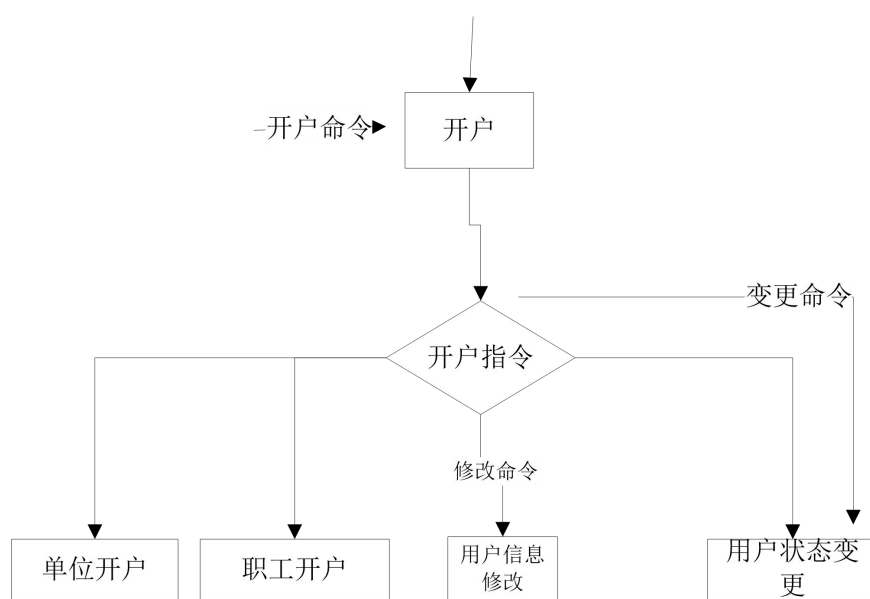 开户命令
开户
变更命令
开户指令
修改命令
单位开户
职工开户
用户信息
修改
用户状态变
更